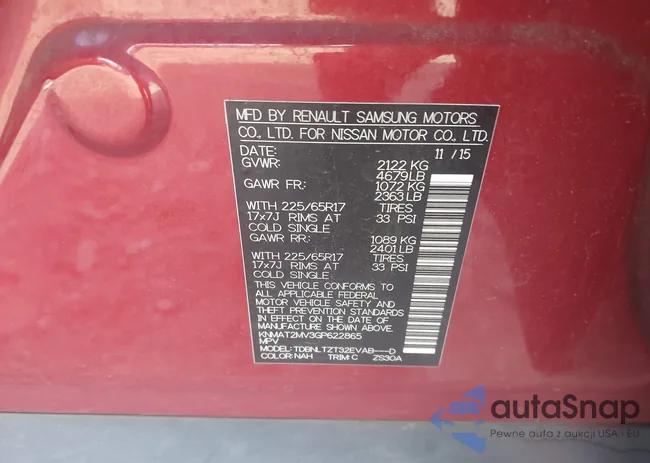 MFD BY RENAULT SAMSUNG MOTORS
CO., LTD. FOR NISSAN MOTOR CO., LTD.
DATE: 11/15
GVWR: 2122 KG
4679LB
GAWR FR: 1072 KG
2363 LB
WITH 225/65R17 TIRES
17x7J RIMS AT 33 PSI
COLD SINGLE
GAWR RR: 1089 KG
2401 LB
WITH 225/65R17 TIRES
17x7J RIMS AT 33 PSI
COLD SINGLE
THIS VEHICLE CONFORMS TO
ALL APPLICABLE FEDERAL
MOTOR VEHICLE SAFETY AND
THEFT PREVENTION STANDARDS
IN EFFECT ON THE DATE OF
MANUFACTURE SHOWN ABOVE.
KNMAT2MV3GP622865
MPV
MODEL: TDBNLTZT32EVAB---D
COLOR: NAH TRIM: C ZS30A
autaSnap
Pewne auta z aukcji USA i EU